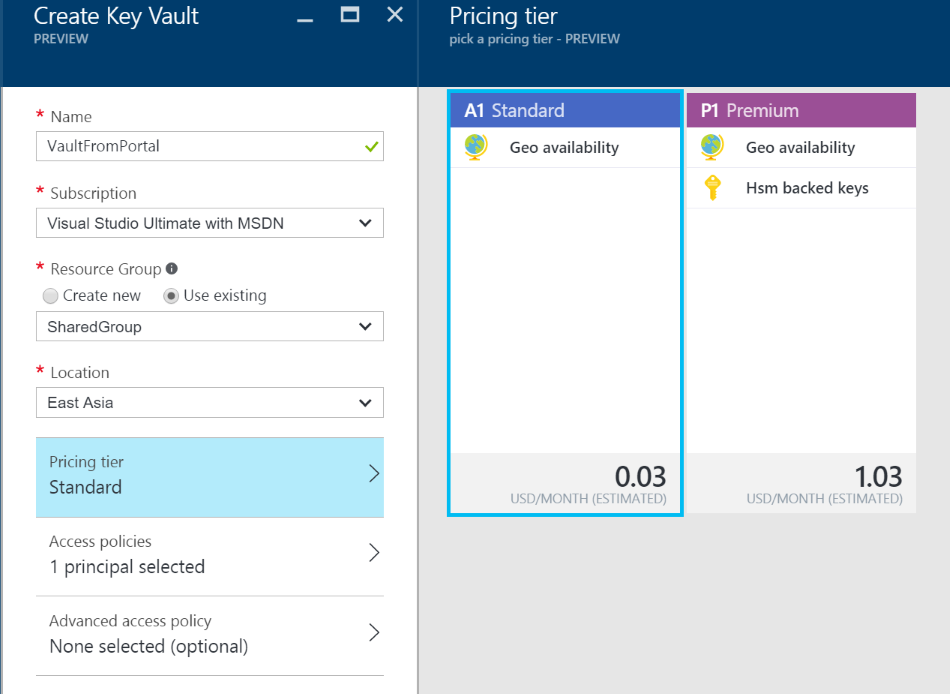 Create Key Vault
PREVIEW
* Name
VaultFromPortal
* Subscription
Visual Studio Ultimate with MSDN
* Resource Group
Create new Use existing
SharedGroup
* Location
East Asia
Pricing tier
Standard
Access policies
1 principal selected
Advanced access policy
None selected (optional)
Pricing tier
pick a pricing tier - PREVIEW
A1 Standard
Geo availability
0.03
USD/MONTH (ESTIMATED)
P1 Premium
Geo availability
Hsm backed keys
1.03
USD/MONTH (ESTIMATED)